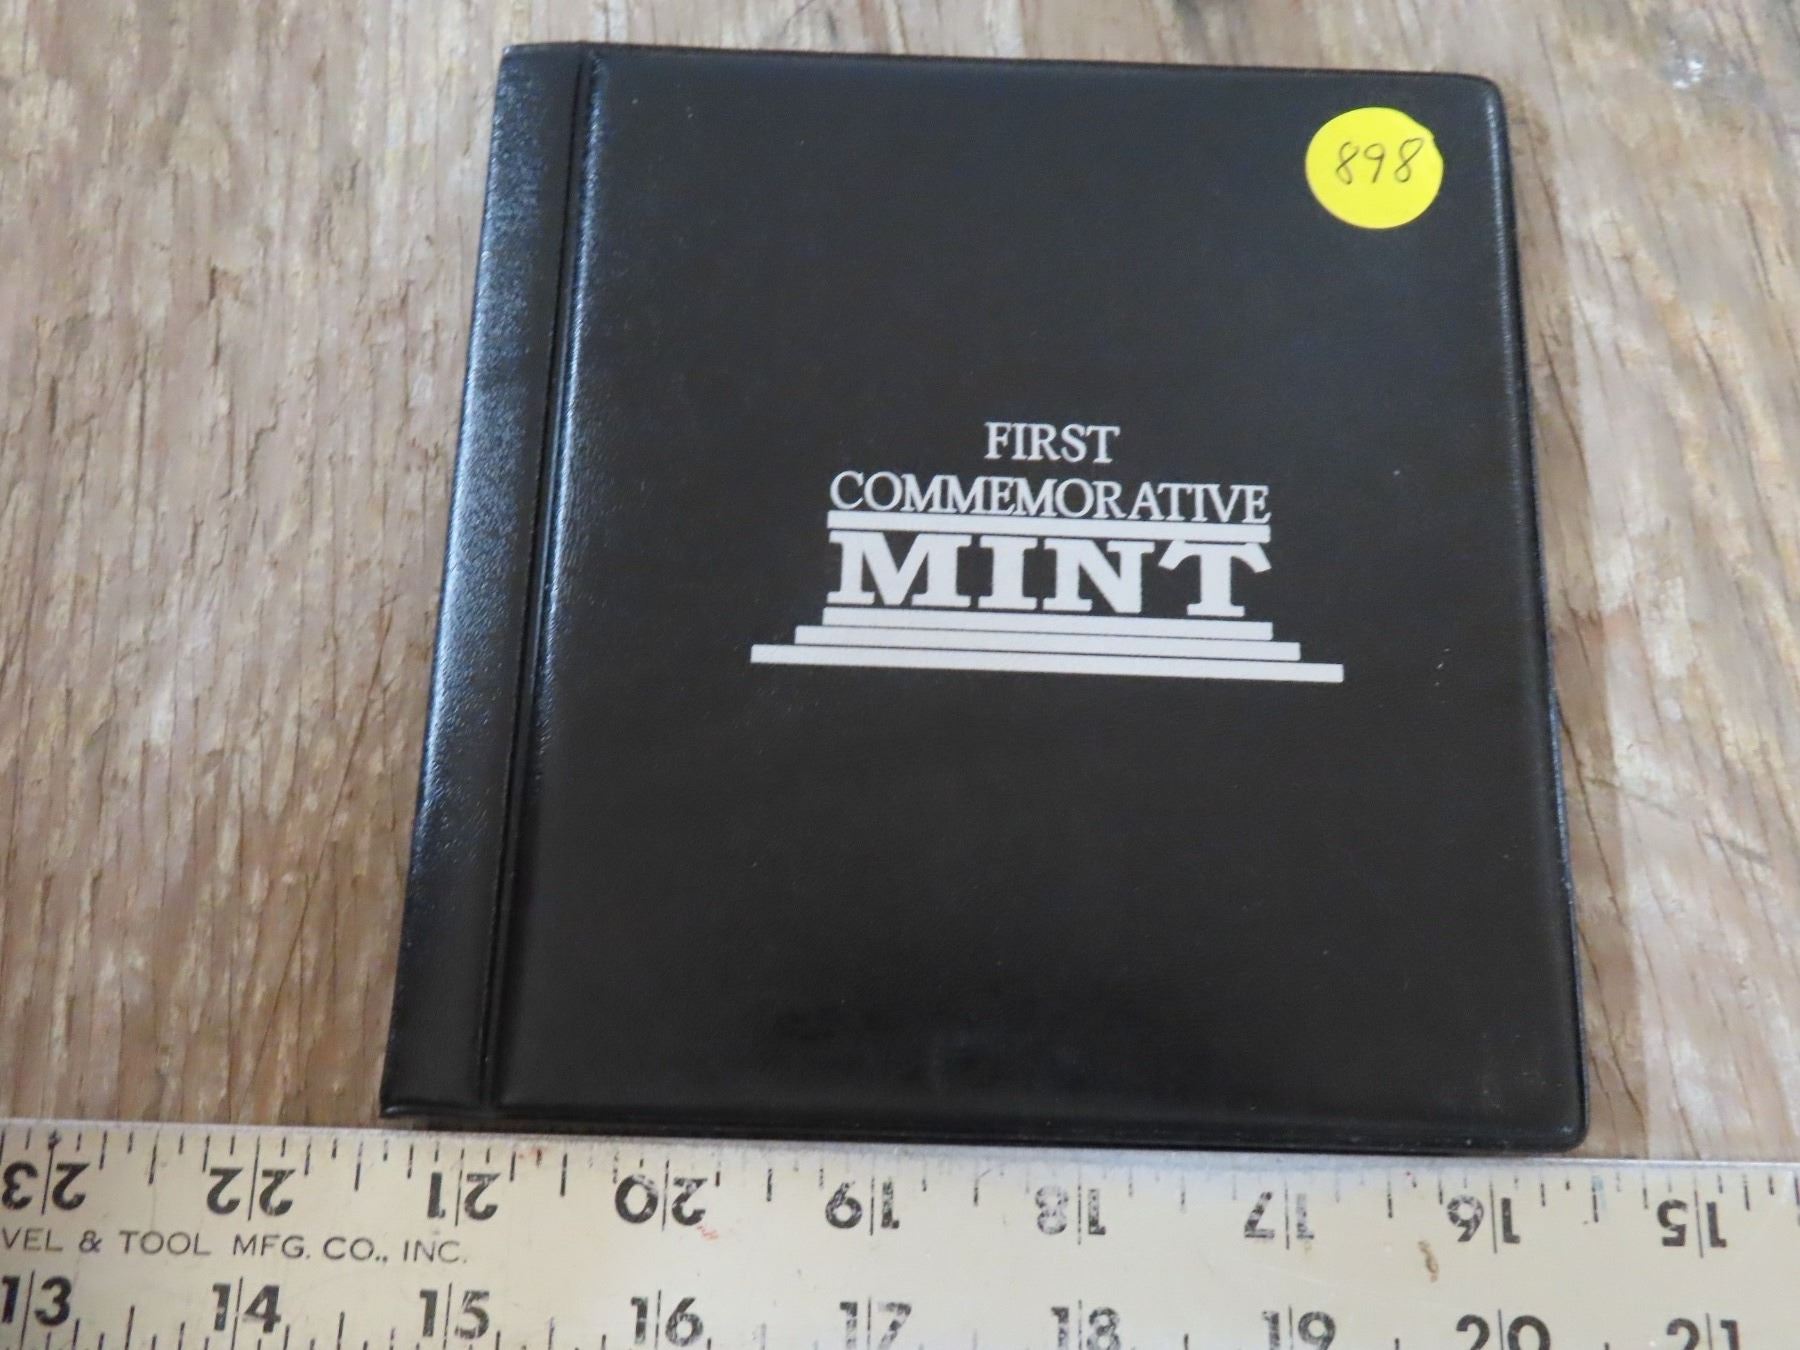 898
FIRST
COMMEMORATIVE
MINT
23 22 21 20 19 18 17 16 15
VEL & TOOL MFG. CO., INC.
13 14 15 16 17 18 19 20 21